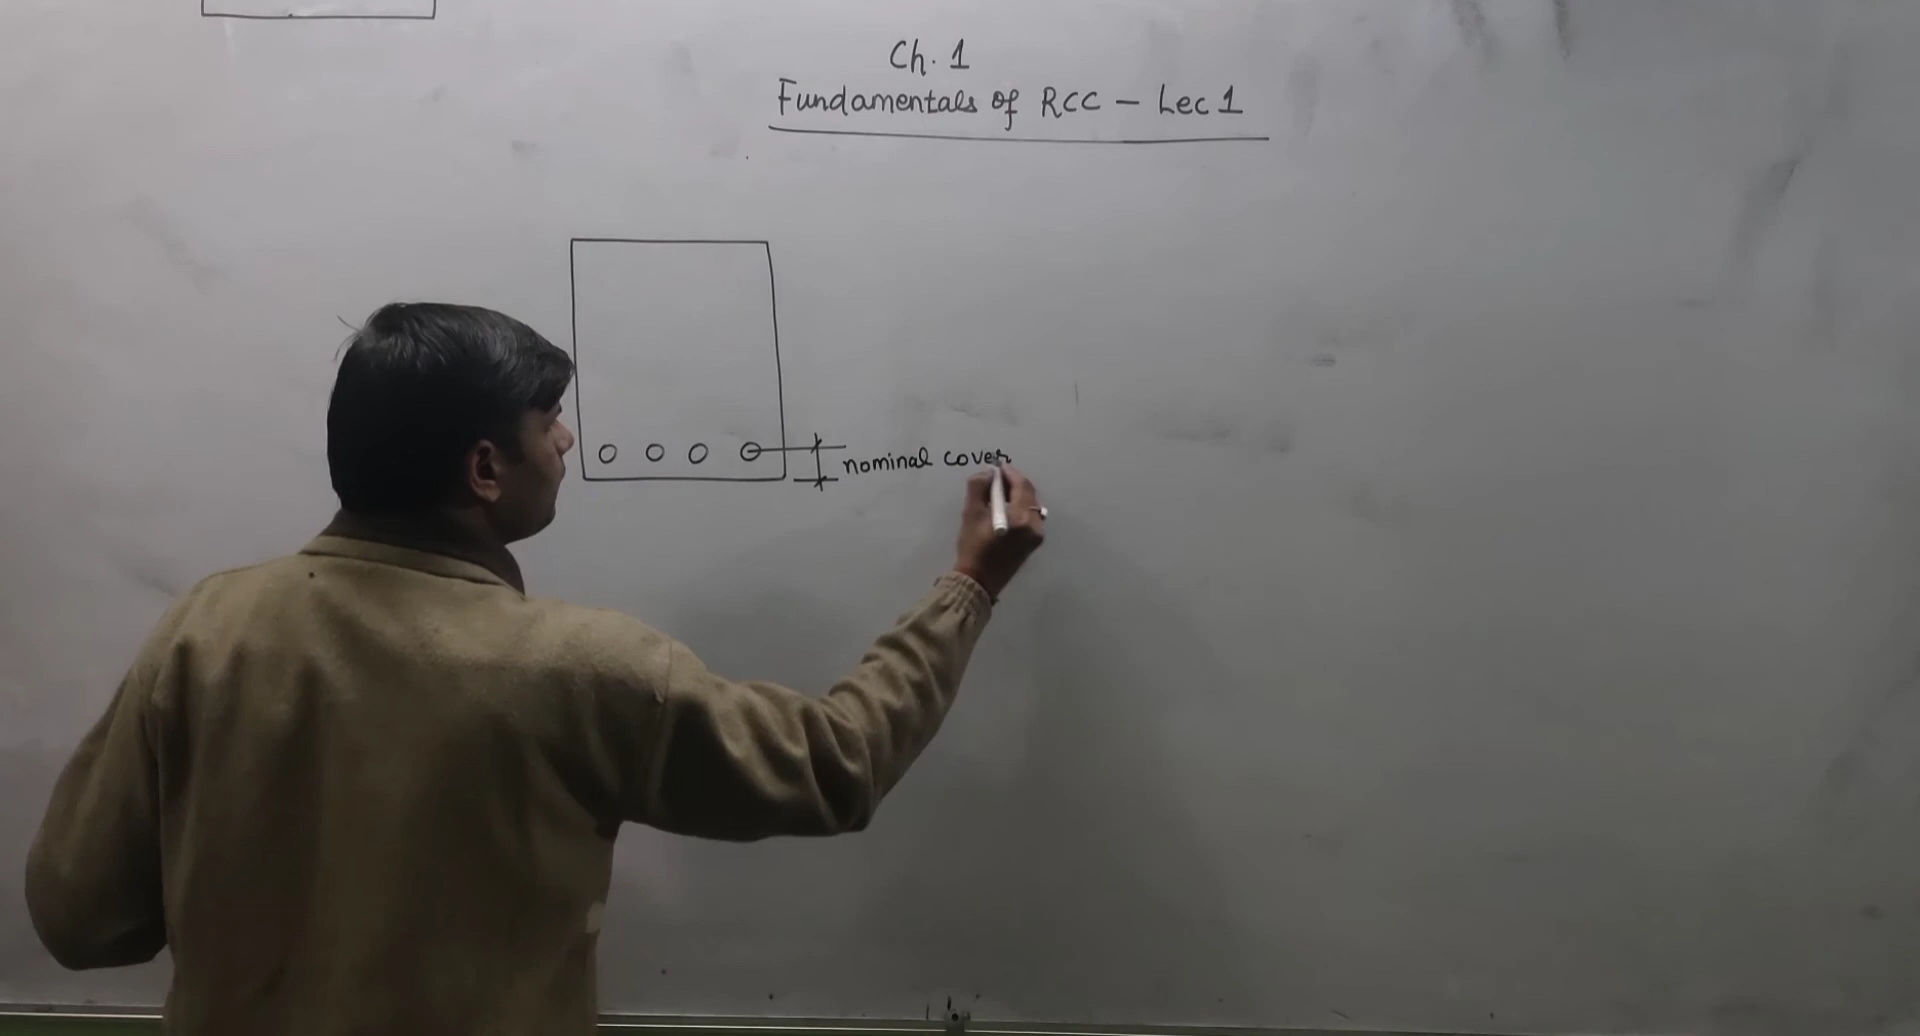 Ch. 1
Fundamentals of RCC – Lec 1
nominal cover